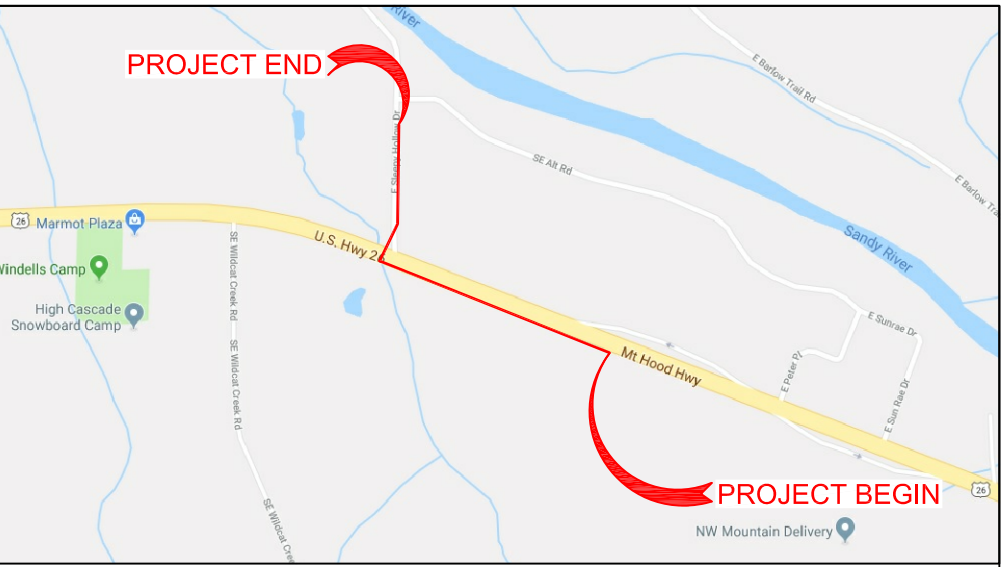 River
PROJECT END
E Barlow Trail Rd
E Sleepy Hollow Dr
SE Alt Rd
E Barlow Tra
26
Marmot Plaza
U.S. Hwy 2
Sandy River
SE Wildcat Creek Rd
Windells Camp
High Cascade
Snowboard Camp
E Sunrae Dr
SE Wildcat Creek Rd
Mt Hood Hwy
E Peter Pl
E Sun Rae Dr
PROJECT BEGIN
26
SE Wildcat Cree
NW Mountain Delivery